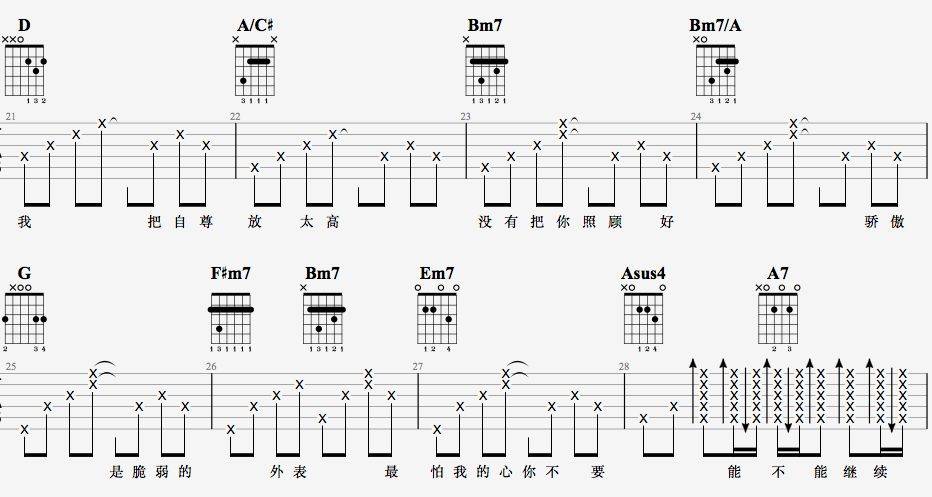 D A/C♯ Bm7 Bm7/A
××○ × × × ×○
1 3 2 3 1 1 1 1 3 1 2 1 3 1 2 1
21 22 23 24
我 把 自 尊 放 太 高 没 有 把 你 照 顾 好 骄 傲
G F♯m7 Bm7 Em7 Asus4 A7
×○○ × ○ ○ ○ ×○ ○ ×○ ○ ○
2 3 4 1 3 1 1 1 1 1 3 1 2 1 1 2 4 1 2 4 2 3
25 26 27 28
是 脆 弱 的 外 表 最 怕 我 的 心 你 不 要 能 不 能 继 续